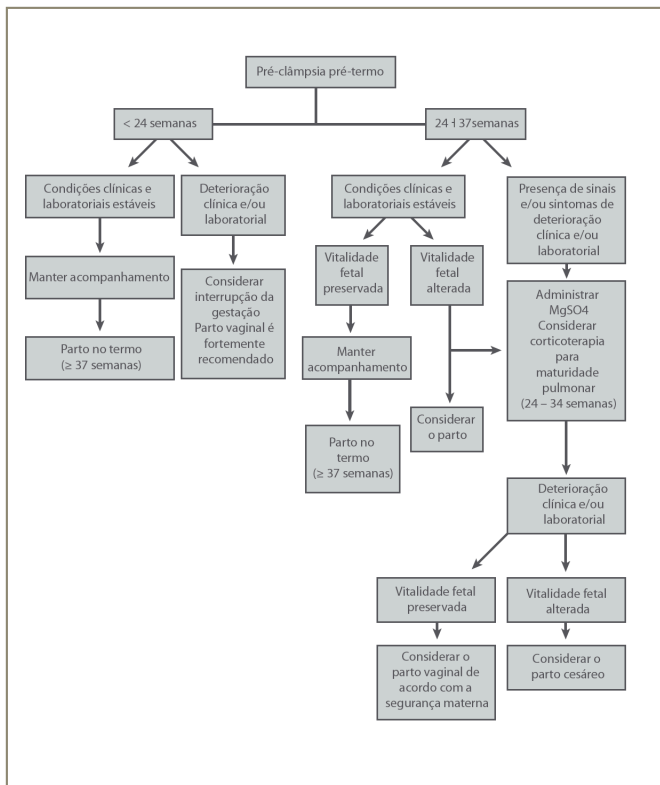 Pré-clâmpsia pré-termo
< 24 semanas
24 ┤37semanas
Condições clínicas e
laboratoriais estáveis
Deterioração
clínica e/ou
laboratorial
Condições clínicas e
laboratoriais estáveis
Presença de sinais
e/ou sintomas de
deterioração
clínica e/ou
laboratorial
Manter acompanhamento
Considerar
interrupção da
gestação
Parto vaginal é
fortemente
recomendado
Vitalidade
fetal
preservada
Vitalidade
fetal
alterada
Administrar
MgSO4
Considerar
corticoterapia
para
maturidade
pulmonar
(24 – 34 semanas)
Parto no termo
(≥ 37 semanas)
Manter
acompanhamento
Considerar
o parto
Parto no
termo
(≥ 37 semanas)
Deterioração
clínica e/ou
laboratorial
Vitalidade fetal
preservada
Vitalidade fetal
alterada
Considerar o
parto vaginal de
acordo com a
segurança materna
Considerar o
parto cesáreo